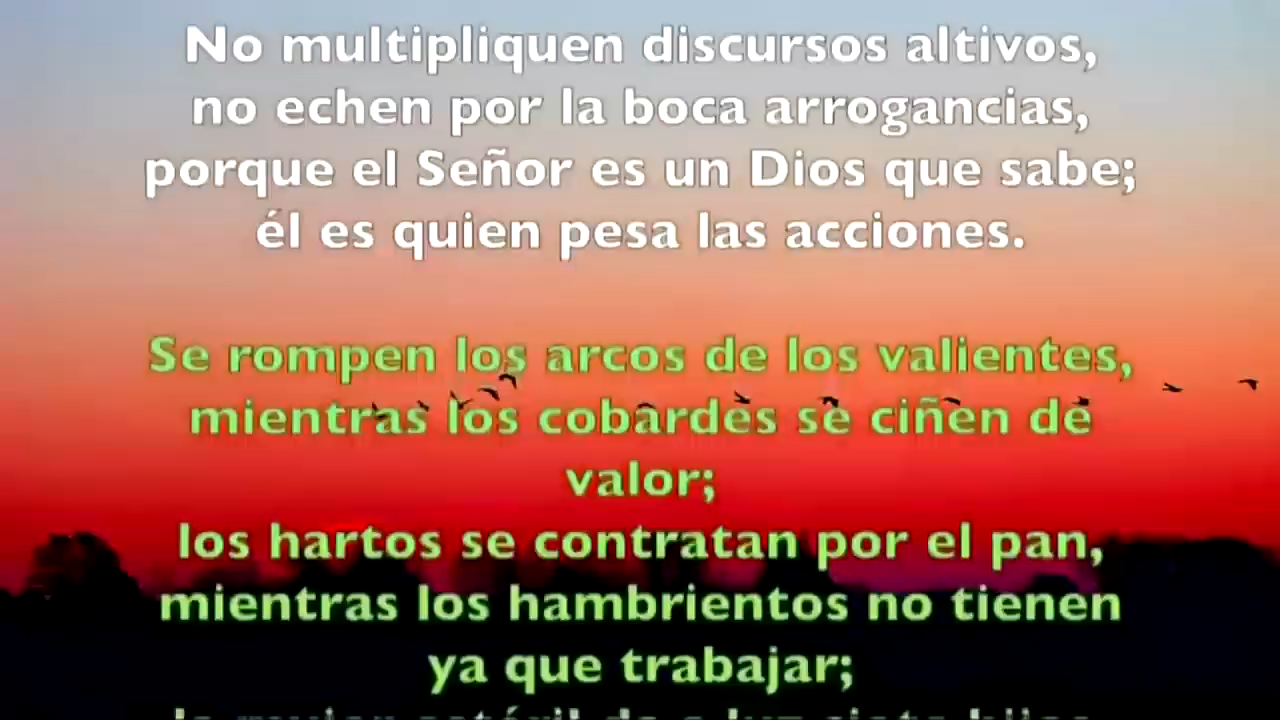 No multipliquen discursos altivos,
no echen por la boca arrogancias,
porque el Señor es un Dios que sabe;
él es quien pesa las acciones.
Se rompen los arcos de los valientes,
mientras los cobardes se ciñen de
valor;
los hartos se contratan por el pan,
mientras los hambrientos no tienen
ya que trabajar;